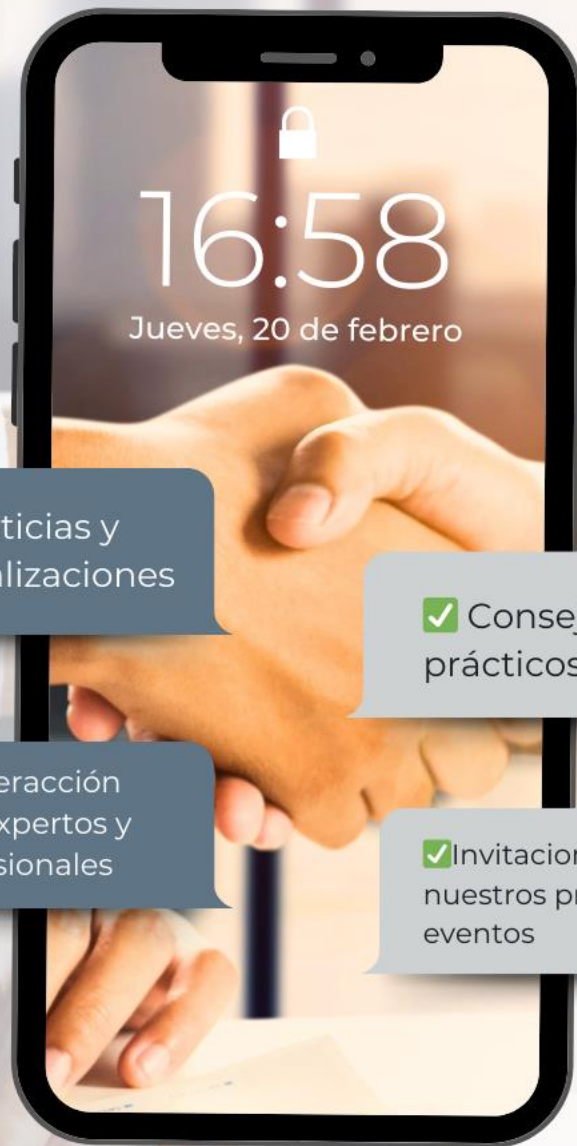 16:58
Jueves, 20 de febrero
ticias y
alizaciones
✅ Conse
prácticos
eracción
xpertos y
sionales
✅Invitacion
nuestros pr
eventos